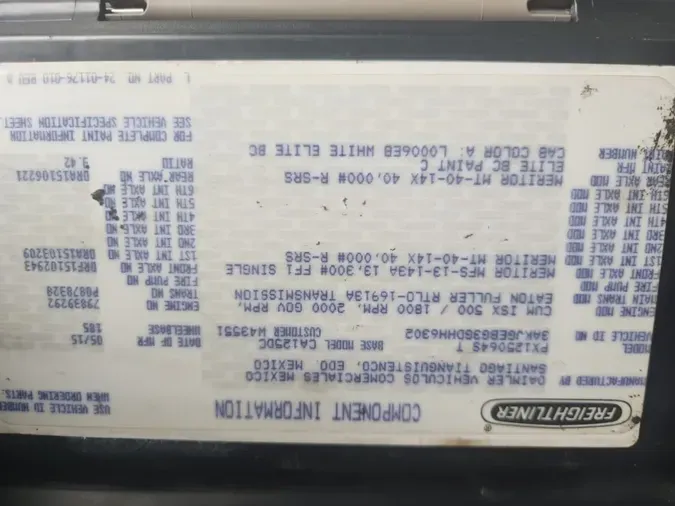 FREIGHTLINER COMPONENT INFORMATION USE VEHICLE ID NUMBER
WHEN ORDERING PARTS.
MANUFACTURED BY DAIMLER VEHICULOS COMERCIALES MEXICO
SANTIAGO TIANGUISTENCO, EDO. MEXICO
MODEL PX125064S T BASE MODEL CA125DC DATE OF MFR 05/15
VEHICLE ID NO CUSTOMER W43551 WHEELBASE 185
ENGINE MOD CUM ISX 500 / 1800 RPM, 2000 GOV RPM, ENGINE NO 79839292
MAIN TRANS MOD EATON FULLER RTLO-16913A TRANSMISSION TRANS NO P0878328
FIRE PUMP MOD FIRE PUMP NO
FRONT AXLE MOD MERITOR MFS-13-143A 13,300# FF1 SINGLE FRONT AXLE NO DRF15102943
1ST INT AXLE MOD MERITOR MT-40-14X 40,000# R-SRS 1ST INT AXLE NO DRA15103209
2ND INT AXLE MOD 2ND INT AXLE NO
3RD INT AXLE MOD 3RD INT AXLE NO
4TH INT AXLE MOD 4TH INT AXLE NO
5TH INT AXLE MOD 5TH INT AXLE NO
6TH INT AXLE MOD 6TH INT AXLE NO
REAR AXLE MOD MERITOR MT-40-14X 40,000# R-SRS REAR AXLE NO DRA15106221
PAINT MFR ELITE BC PAINT C RATIO 3.42
MFR. NUMBER CAB COLOR A: L0006EB WHITE ELITE BC
FOR COMPLETE PAINT INFORMATION
SEE VEHICLE SPECIFICATION SHEET.
PART NO. 24-01176-010 REV